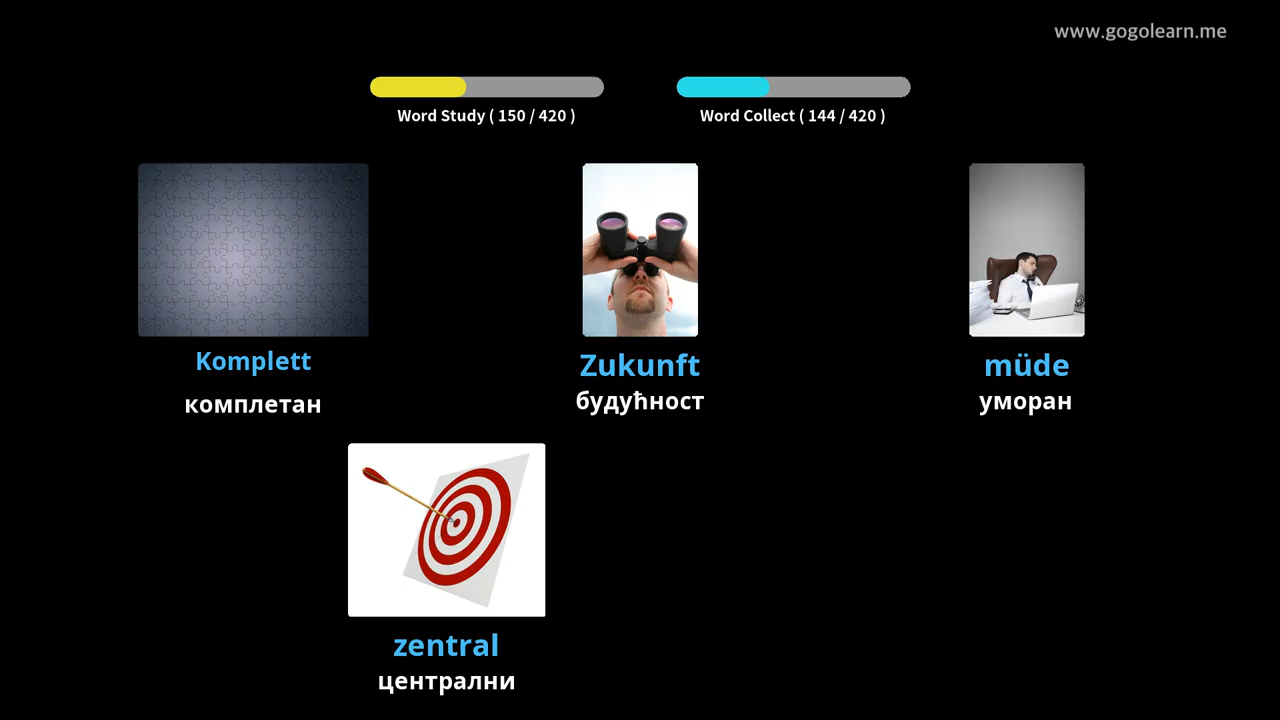 www.gogolearn.me
Word Study ( 150 / 420 )
Word Collect ( 144 / 420 )
Komplett
комплетан
Zukunft
будућност
müde
уморан
zentral
централни